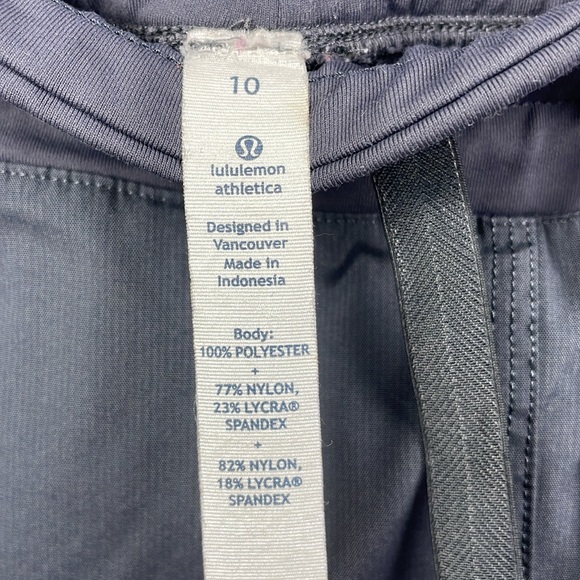 10
lululemon
athletica
Designed in
Vancouver
Made in
Indonesia
Body:
100% POLYESTER
+
77% NYLON,
23% LYCRA®
SPANDEX
+
82% NYLON,
18% LYCRA®
SPANDEX